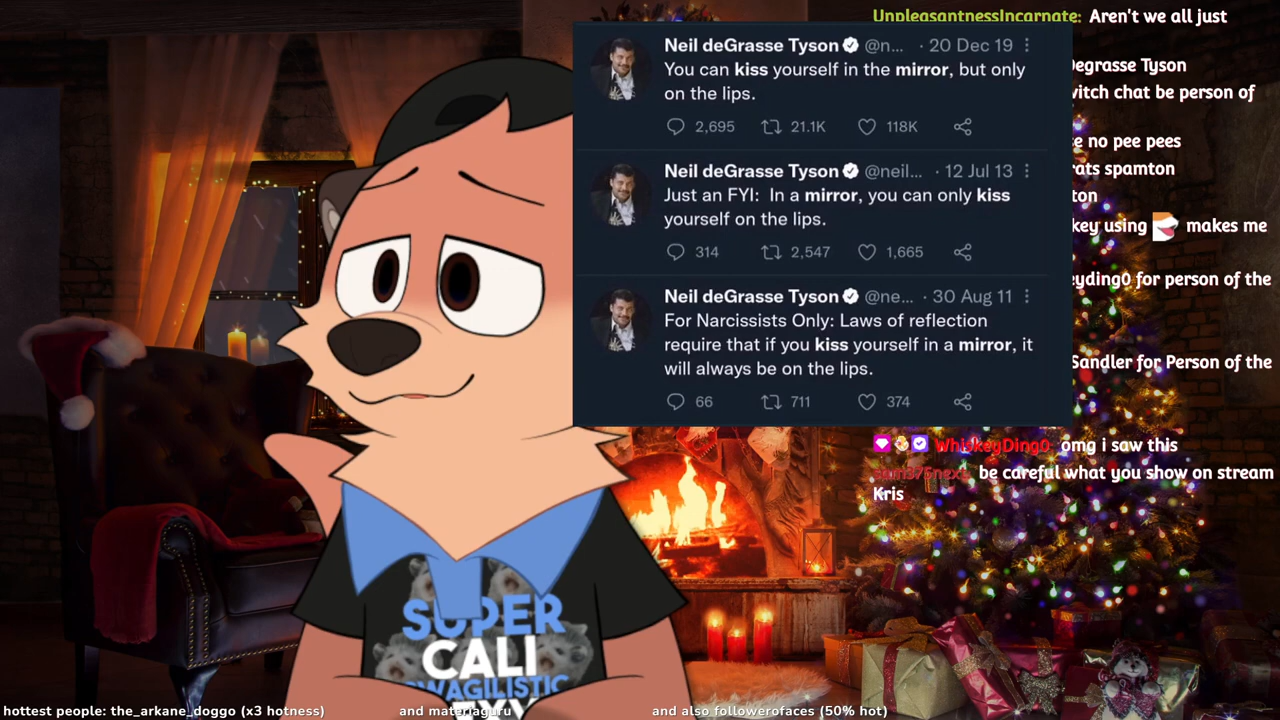 Neil deGrasse Tyson @n... · 20 Dec 19
You can kiss yourself in the mirror, but only
on the lips.
2,695 21.1K 118K
Neil deGrasse Tyson @neil... · 12 Jul 13
Just an FYI: In a mirror, you can only kiss
yourself on the lips.
314 2,547 1,665
Neil deGrasse Tyson @ne... · 30 Aug 11
For Narcissists Only: Laws of reflection
require that if you kiss yourself in a mirror, it
will always be on the lips.
66 711 374
UnpleasantnessIncarnate: Aren't we all just
Degrasse Tyson
chat be person of
no pee pees
spamton
using makes me
for person of the
Sandler for Person of the
WhiskeyDing0: omg i saw this
be careful what you show on stream
Kris
SUPER
CALI
SWAGILISTIC
hottest people: the_arkane_doggo (x3 hotness) and materiaguru and also followerofaces (50% hot)